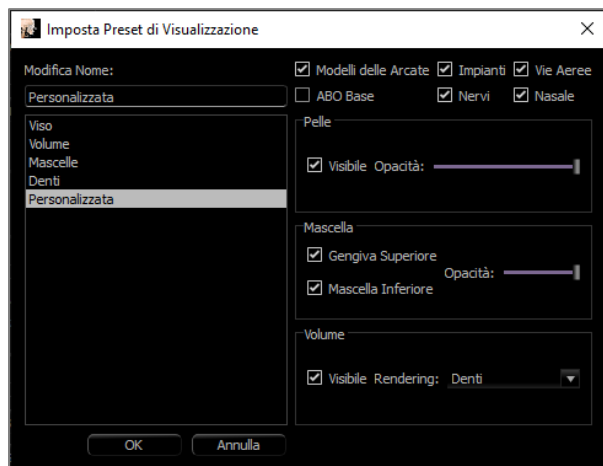 Imposta Preset di Visualizzazione
Modifica Nome:
Personalizzata
Viso
Volume
Mascelle
Denti
Personalizzata
OK Annulla
Modelli delle Arcate Impianti Vie Aeree
ABO Base Nervi Nasale
Pelle
Visibile Opacità:
Mascella
Gengiva Superiore
Opacità:
Mascella Inferiore
Volume
Visibile Rendering: Denti